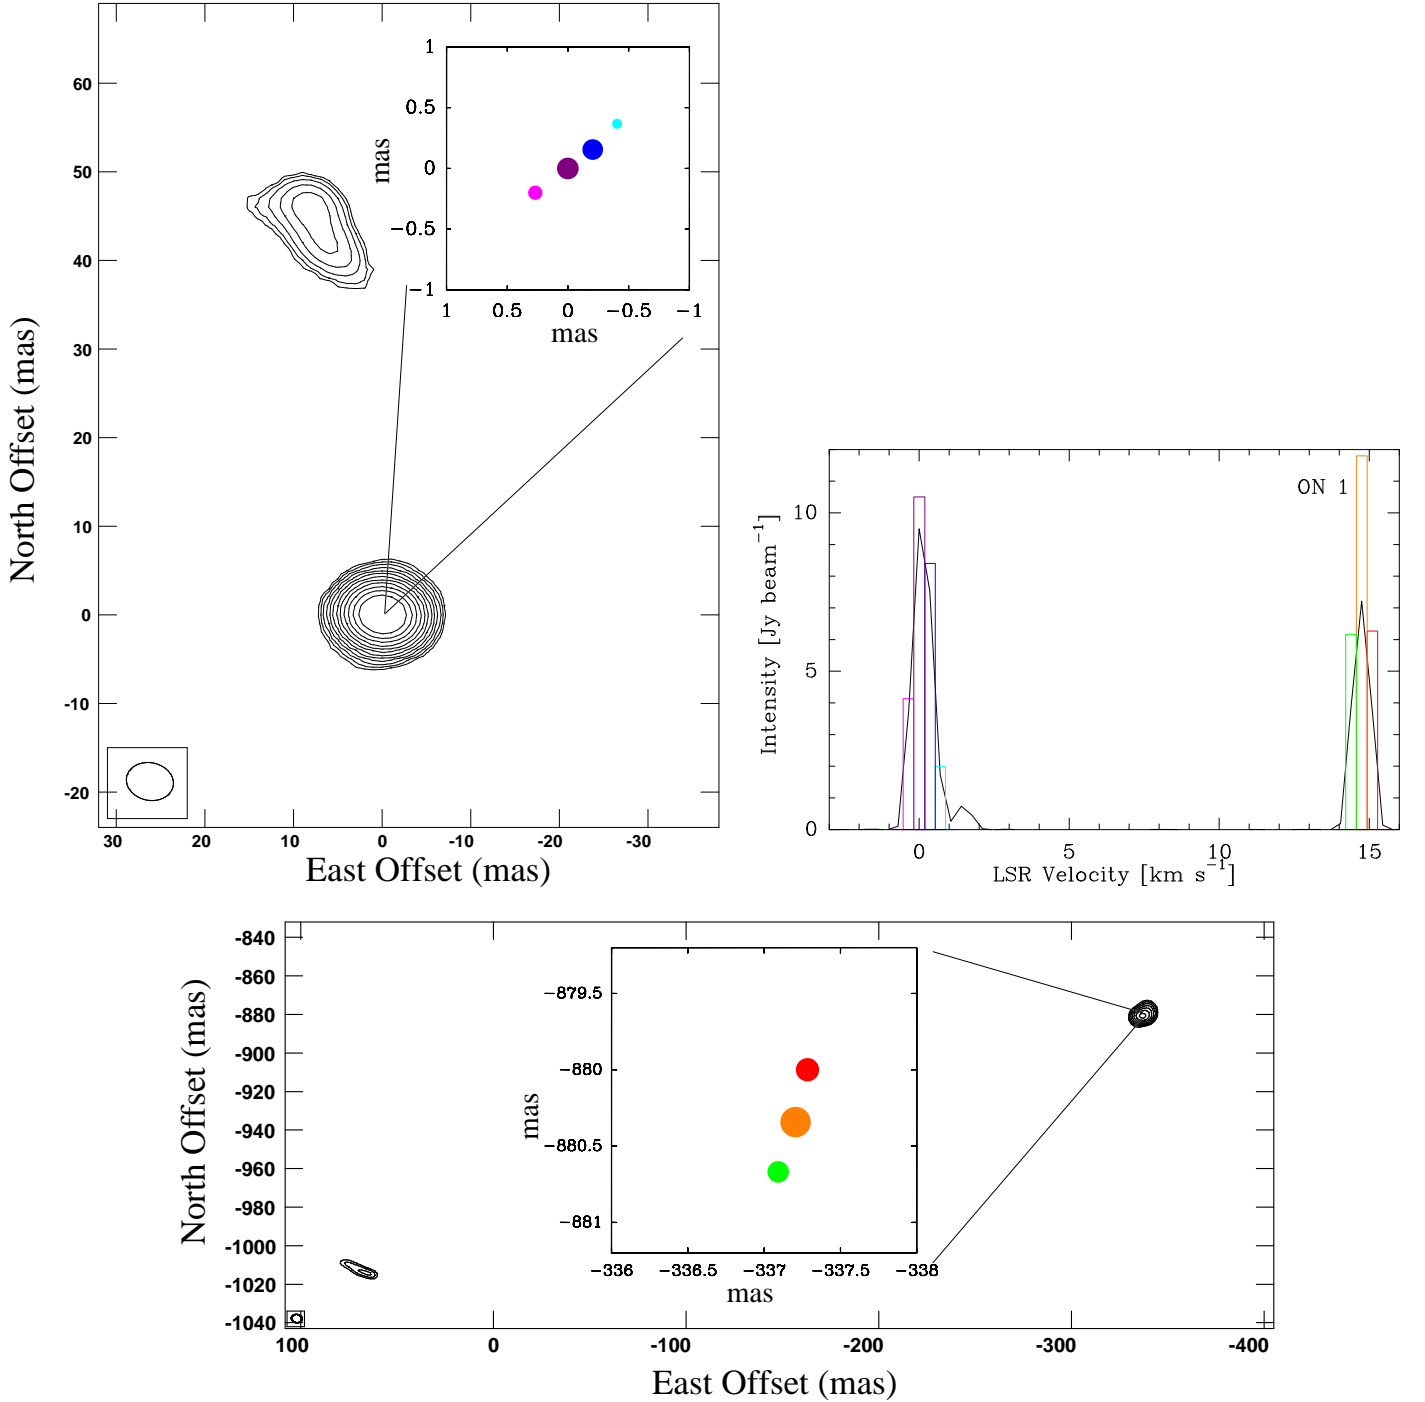 1
0.5
0
−0.5
−1
mas
1 0.5 0 −0.5 −1
mas
60
50
40
30
20
10
0
-10
-20
North Offset (mas)
30 20 10 0 -10 -20 -30
East Offset (mas)
ON 1
10
5
0
Intensity [Jy beam⁻¹]
0 5 10 15
LSR Velocity [km s⁻¹]
-840
-860
-880
-900
-920
-940
-960
-980
-1000
-1020
-1040
North Offset (mas)
−879.5
−880
−880.5
−881
mas
−336 −336.5 −337 −337.5 −338
mas
100 0 -100 -200 -300 -400
East Offset (mas)